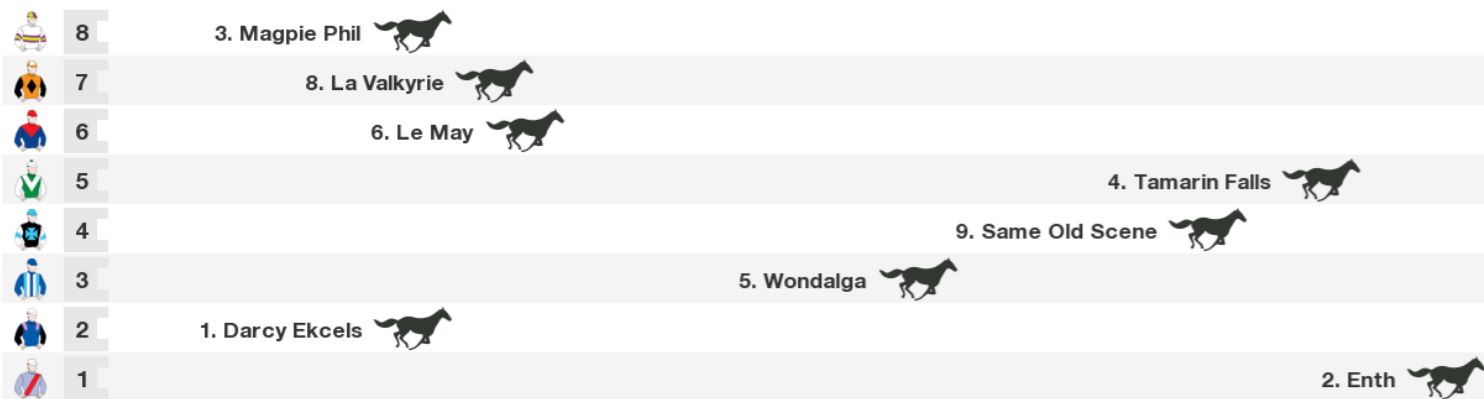 8 3. Magpie Phil
7 8. La Valkyrie
6 6. Le May
5 4. Tamarin Falls
4 9. Same Old Scene
3 5. Wondalga
2 1. Darcy Ekcels
1 2. Enth